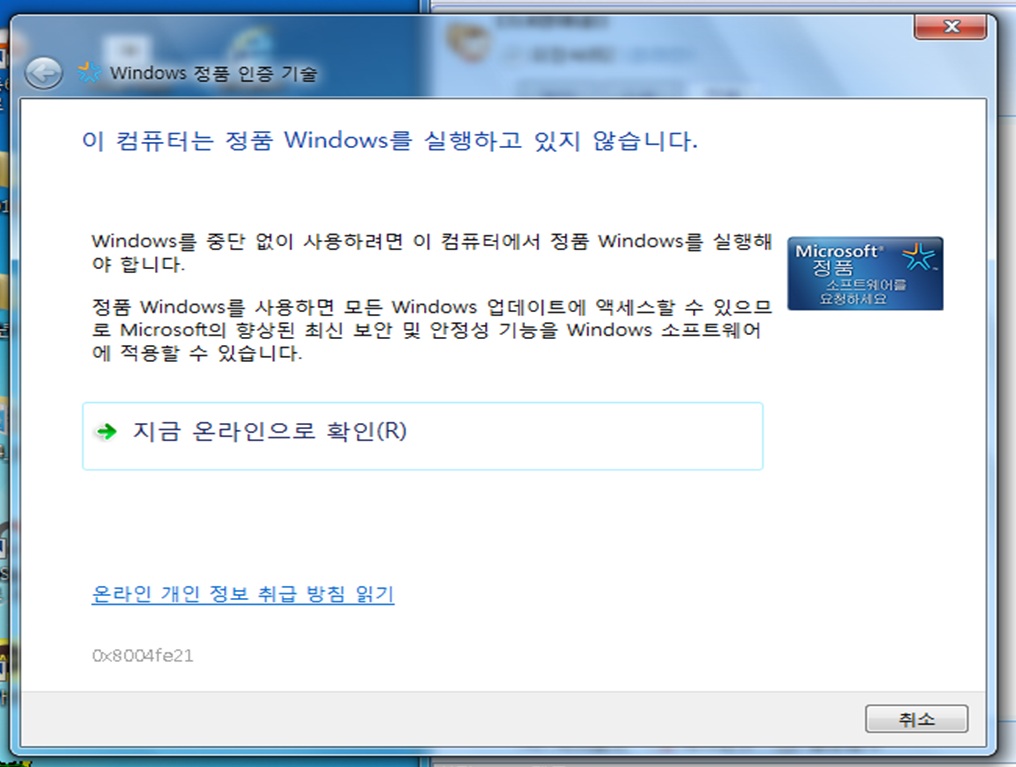 Windows 정품 인증 기술
이 컴퓨터는 정품 Windows를 실행하고 있지 않습니다.
Windows를 중단 없이 사용하려면 이 컴퓨터에서 정품 Windows를 실행해
야 합니다.
Microsoft®
정품
소프트웨어를
요청하세요
정품 Windows를 사용하면 모든 Windows 업데이트에 액세스할 수 있으므
로 Microsoft의 향상된 최신 보안 및 안정성 기능을 Windows 소프트웨어
에 적용할 수 있습니다.
지금 온라인으로 확인(R)
온라인 개인 정보 취급 방침 읽기
0x8004fe21
취소